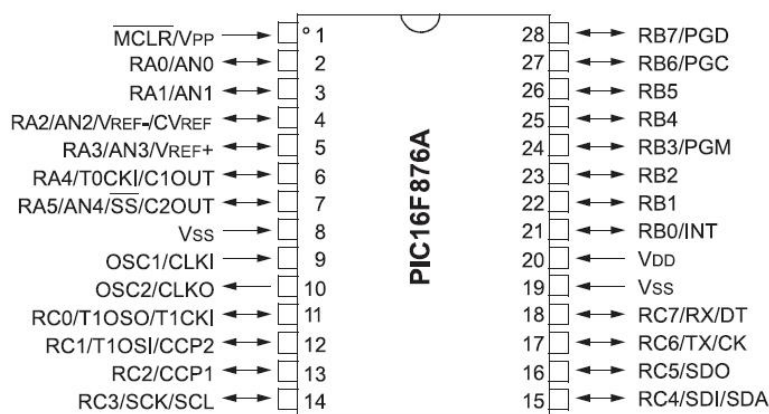 MCLR/VPP 1 28 RB7/PGD
RA0/AN0 2 27 RB6/PGC
RA1/AN1 3 26 RB5
RA2/AN2/VREF-/CVREF 4 25 RB4
RA3/AN3/VREF+ 5 24 RB3/PGM
RA4/T0CKI/C1OUT 6 23 RB2
RA5/AN4/SS/C2OUT 7 22 RB1
VSS 8 21 RB0/INT
OSC1/CLKI 9 20 VDD
OSC2/CLKO 10 19 VSS
RC0/T1OSO/T1CKI 11 18 RC7/RX/DT
RC1/T1OSI/CCP2 12 17 RC6/TX/CK
RC2/CCP1 13 16 RC5/SDO
RC3/SCK/SCL 14 15 RC4/SDI/SDA
PIC16F876A